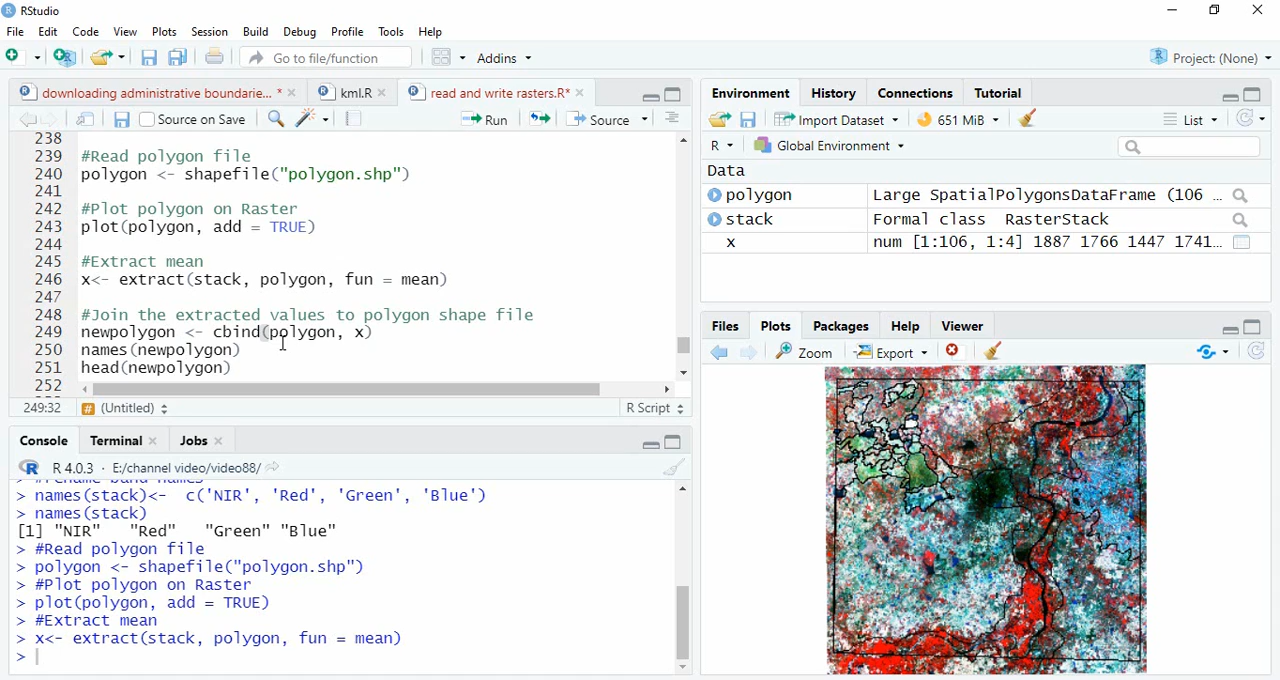 RStudio
File Edit Code View Plots Session Build Debug Profile Tools Help
Go to file/function Addins Project: (None)
downloading administrative boundarie... * kml.R read and write rasters.R*
Source on Save Run Source
238
239 #Read polygon file
240 polygon <- shapefile("polygon.shp")
241
242 #Plot polygon on Raster
243 plot(polygon, add = TRUE)
244
245 #Extract mean
246 x<- extract(stack, polygon, fun = mean)
247
248 #Join the extracted values to polygon shape file
249 newpolygon <- cbind(polygon, x)
250 names(newpolygon)
251 head(newpolygon)
252
249:32 # (Untitled) R Script
Console Terminal Jobs
R 4.0.3 · E:/channel video/video88/
> names(stack)<- c('NIR', 'Red', 'Green', 'Blue')
> names(stack)
[1] "NIR" "Red" "Green" "Blue"
> #Read polygon file
> polygon <- shapefile("polygon.shp")
> #Plot polygon on Raster
> plot(polygon, add = TRUE)
> #Extract mean
> x<- extract(stack, polygon, fun = mean)
>
Environment History Connections Tutorial
Import Dataset 651 MiB List
R Global Environment
Data
polygon Large SpatialPolygonsDataFrame (106 ...
stack Formal class RasterStack
x num [1:106, 1:4] 1887 1766 1447 1741...
Files Plots Packages Help Viewer
Zoom Export